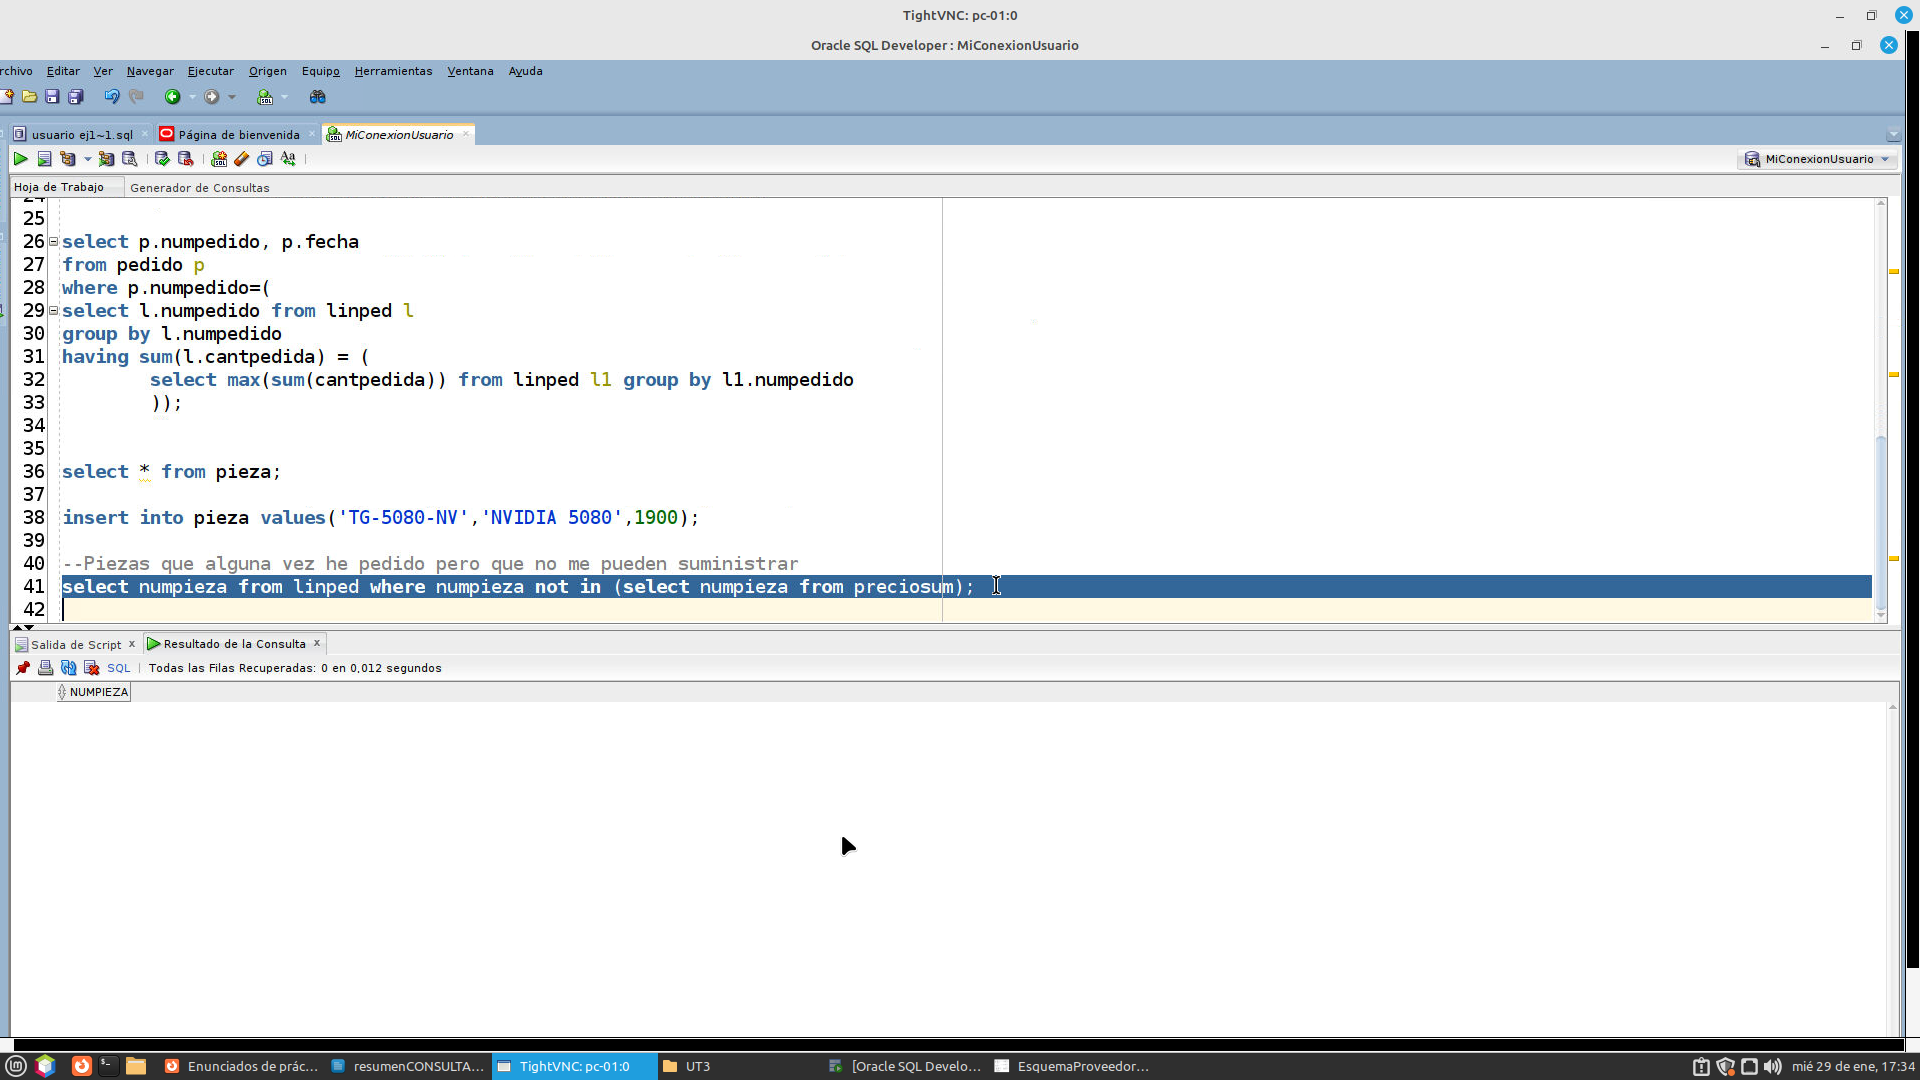 TightVNC: pc-01:0
Oracle SQL Developer : MiConexionUsuario
rchivo Editar Ver Navegar Ejecutar Origen Equipo Herramientas Ventana Ayuda
usuario ej1~1.sql Página de bienvenida MiConexionUsuario
MiConexionUsuario
Hoja de Trabajo Generador de Consultas
24
25
26 select p.numpedido, p.fecha
27 from pedido p
28 where p.numpedido=(
29 select l.numpedido from linped l
30 group by l.numpedido
31 having sum(l.cantpedida) = (
32 select max(sum(cantpedida)) from linped l1 group by l1.numpedido
33 ));
34
35
36 select * from pieza;
37
38 insert into pieza values('TG-5080-NV','NVIDIA 5080',1900);
39
40 --Piezas que alguna vez he pedido pero que no me pueden suministrar
41 select numpieza from linped where numpieza not in (select numpieza from preciosum);
42
Salida de Script x Resultado de la Consulta x
SQL Todas las Filas Recuperadas: 0 en 0,012 segundos
NUMPIEZA
Enunciados de prác... resumenCONSULTA... TightVNC: pc-01:0 UT3 [Oracle SQL Develo... EsquemaProveedor... mié 29 de ene, 17:34